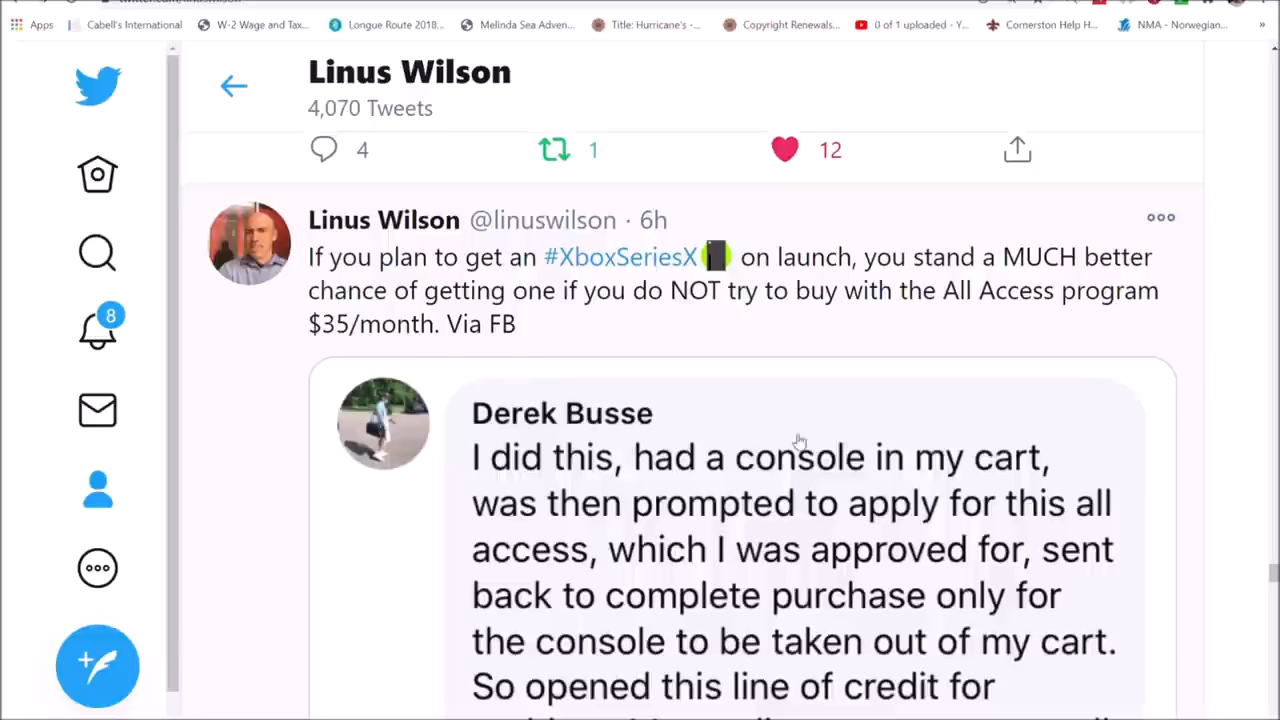 Apps Cabell's International W-2 Wage and Tax... Longue Route 2018... Melinda Sea Adven... Title: Hurricane's -... Copyright Renewals... 0 of 1 uploaded - Y... Cornerston Help H... NMA - Norwegian... »
Linus Wilson
4,070 Tweets
4 1 12
Linus Wilson @linuswilson · 6h
If you plan to get an #XboxSeriesX on launch, you stand a MUCH better
chance of getting one if you do NOT try to buy with the All Access program
$35/month. Via FB
8
Derek Busse
I did this, had a console in my cart,
was then prompted to apply for this all
access, which I was approved for, sent
back to complete purchase only for
the console to be taken out of my cart.
So opened this line of credit for